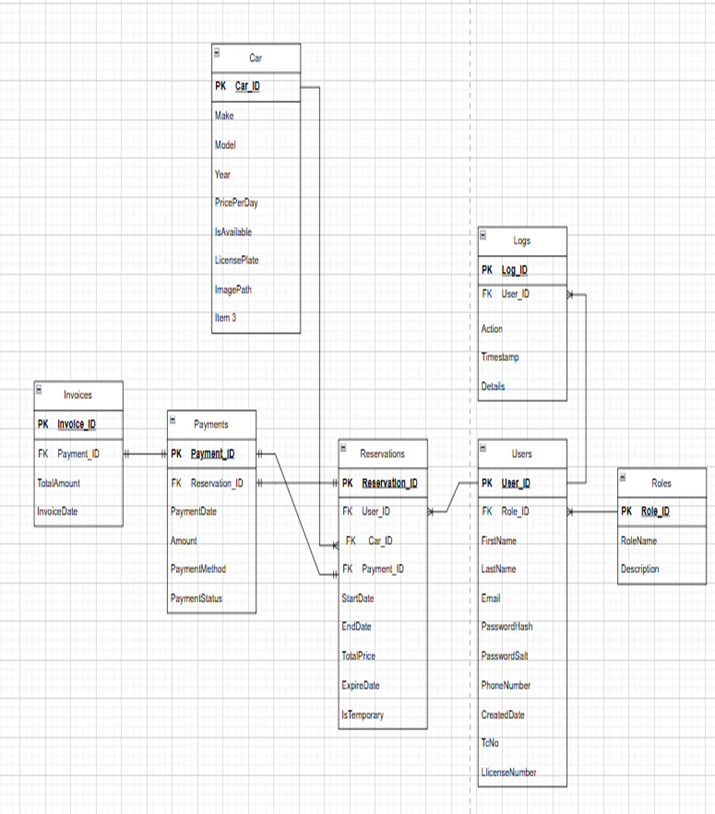 Car
PK Car_ID
Make
Model
Year
PricePerDay
IsAvailable
LicensePlate
ImagePath
Item 3
Logs
PK Log_ID
FK User_ID
Action
Timestamp
Details
Invoices
PK Invoice_ID
FK Payment_ID
TotalAmount
InvoiceDate
Payments
PK Payment_ID
FK Reservation_ID
PaymentDate
Amount
PaymentMethod
PaymentStatus
Reservations
PK Reservation_ID
FK User_ID
FK Car_ID
FK Payment_ID
StartDate
EndDate
TotalPrice
ExpireDate
IsTemporary
Users
PK User_ID
FK Role_ID
FirstName
LastName
Email
PasswordHash
PasswordSalt
PhoneNumber
CreatedDate
TcNo
LlicenseNumber
Roles
PK Role_ID
RoleName
Description